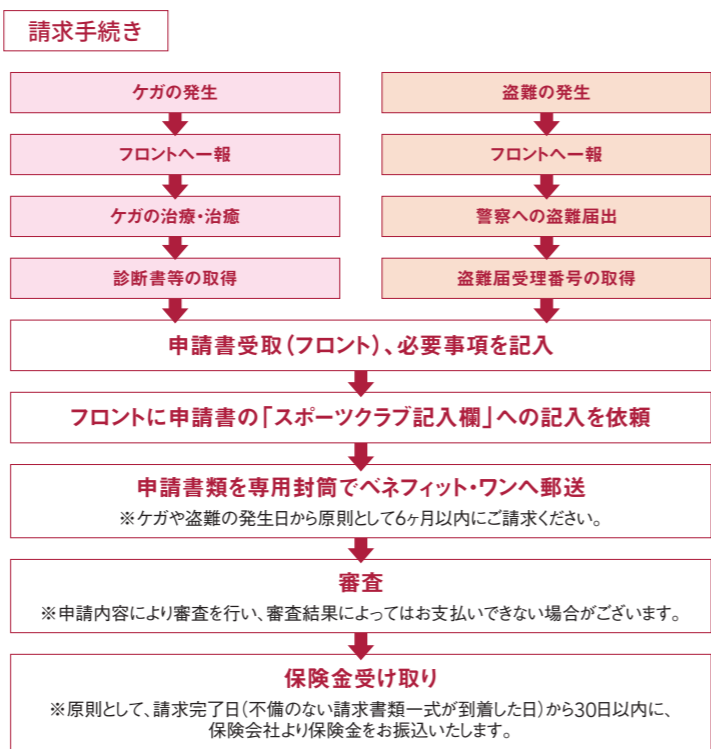 請求手続き
ケガの発生
フロントへ一報
ケガの治療・治癒
診断書等の取得
盗難の発生
フロントへ一報
警察への盗難届出
盗難届受理番号の取得
申請書受取(フロント)、必要事項を記入
フロントに申請書の「スポーツクラブ記入欄」への記入を依頼
申請書類を専用封筒でベネフィット・ワンへ郵送
※ケガや盗難の発生日から原則として6ヶ月以内にご請求ください。
審査
※申請内容により審査を行い、審査結果によってはお支払いできない場合がございます。
保険金受け取り
※原則として、請求完了日(不備のない請求書類一式が到着した日)から30日以内に、
保険会社より保険金をお振込いたします。